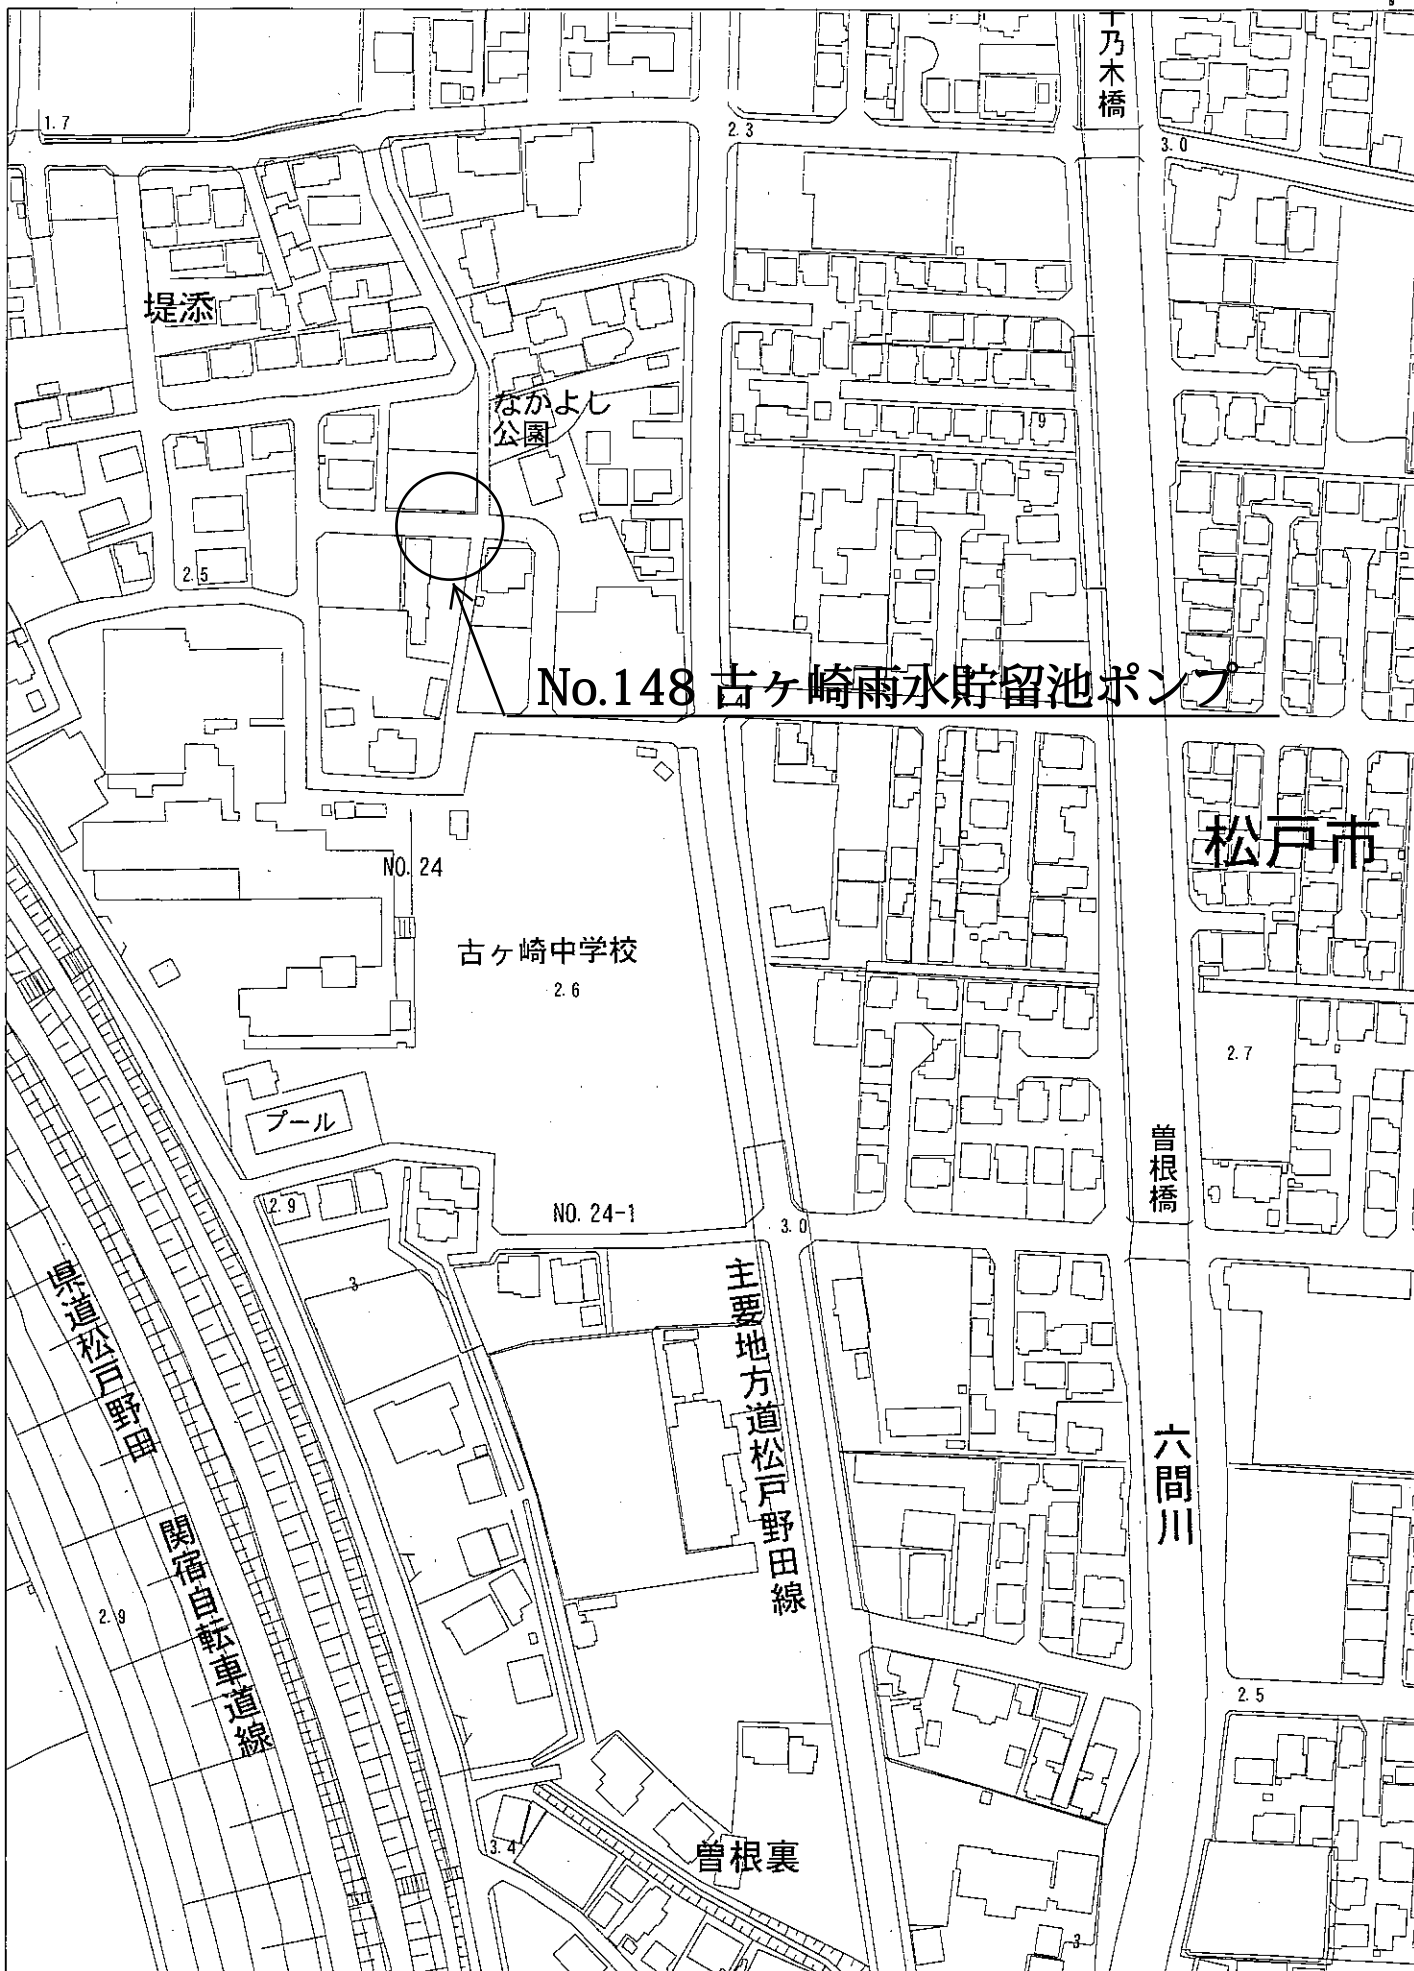 乃木橋
1.7
2.3
3.0
堤添
なかよし
公園
9
2.5
No.148 古ケ崎雨水貯留池ポンプ
松戸市
NO.24
古ヶ崎中学校
2.6
2.7
プール
曽根橋
2.9
NO.24-1
3.0
県道松戸野田
主要地方道松戸野田線
3
六間川
関宿自転車道線
2.9
2.5
3.4
曽根裏
3